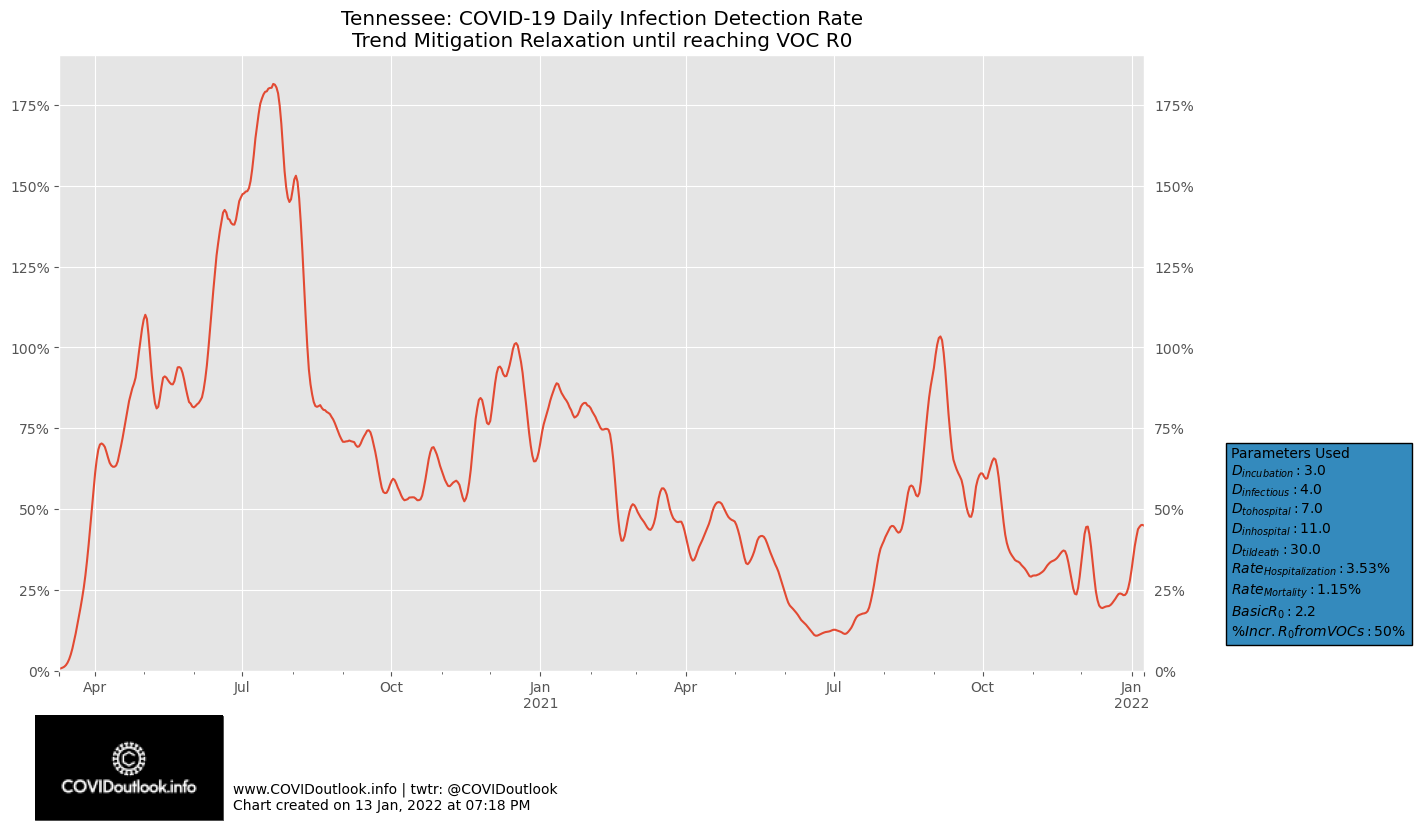 Tennessee: COVID-19 Daily Infection Detection Rate
Trend Mitigation Relaxation until reaching VOC R0
175%
150%
125%
100%
75%
50%
25%
0%
175%
150%
125%
100%
75%
50%
25%
0%
Apr
Jul
Oct
Jan
2021
Apr
Jul
Oct
Jan
2022
Parameters Used
D_incubation : 3.0
D_infectious : 4.0
D_tohospital : 7.0
D_inhospital : 11.0
D_tildeath : 30.0
Rate_Hospitalization : 3.53%
Rate_Mortality : 1.15%
BasicR_0 : 2.2
%Incr.R_0fromVOCs : 50%
COVIDoutlook.info
www.COVIDoutlook.info | twtr: @COVIDoutlook
Chart created on 13 Jan, 2022 at 07:18 PM